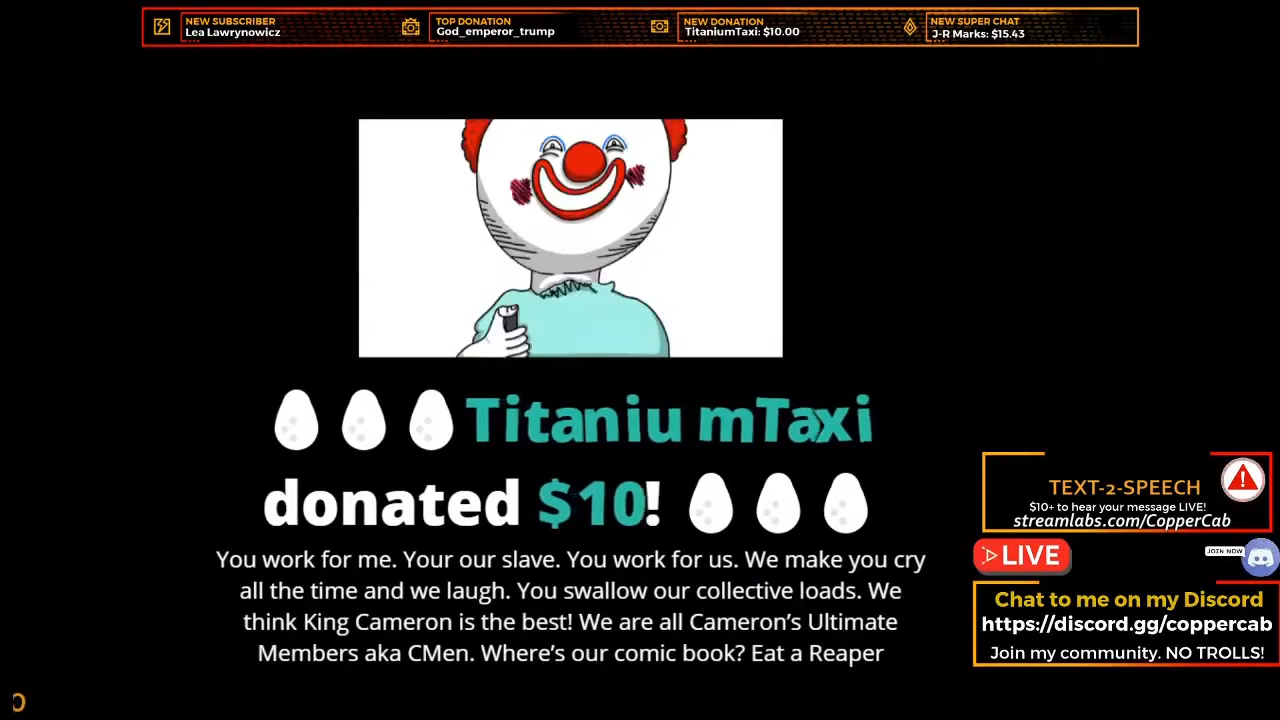 NEW SUBSCRIBER
Lea Lawrynowicz
TOP DONATION
God_emperor_trump
NEW DONATION
TitaniumTaxi: $10.00
NEW SUPER CHAT
J-R Marks: $15.43
Titaniu mTaxi
donated $10!
You work for me. Your our slave. You work for us. We make you cry
all the time and we laugh. You swallow our collective loads. We
think King Cameron is the best! We are all Cameron's Ultimate
Members aka CMen. Where's our comic book? Eat a Reaper
TEXT-2-SPEECH
$10+ to hear your message LIVE!
streamlabs.com/CopperCab
LIVE
JOIN NOW
Chat to me on my Discord
https://discord.gg/coppercab
Join my community. NO TROLLS!